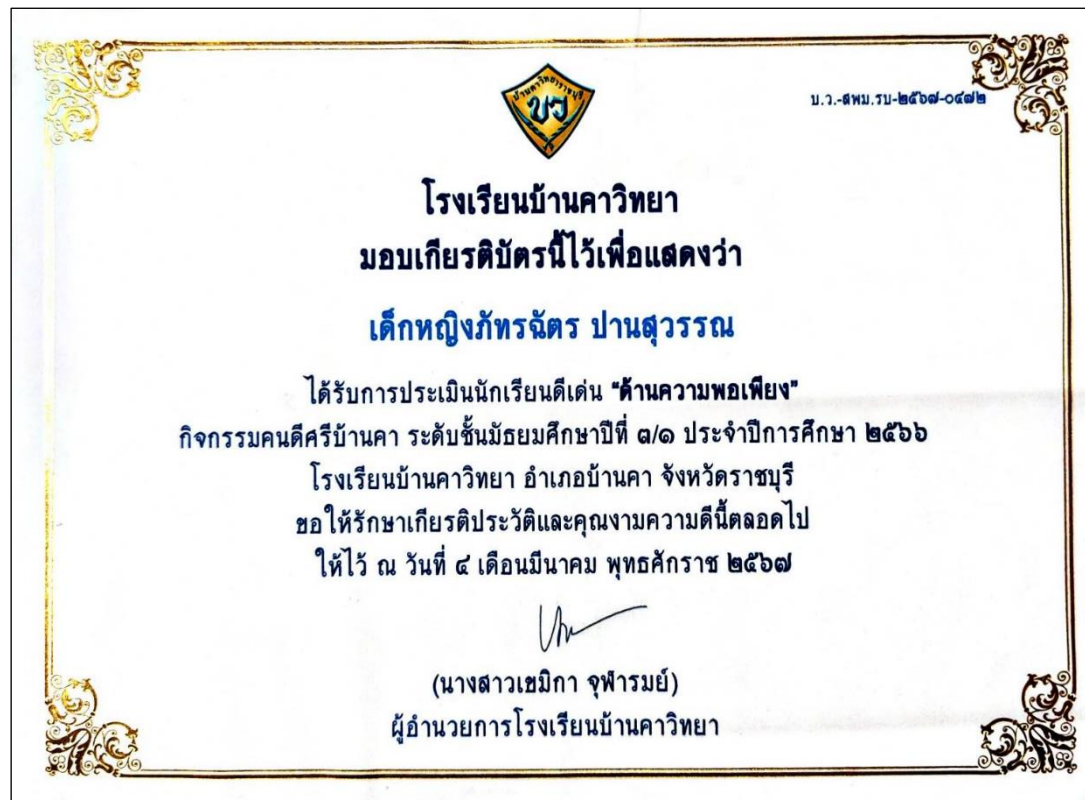 บ้านคาวิทยาราชบุรี
บว
บ.ว.-สพม.รบ-๒๕๖๗-๐๔๗๒
โรงเรียนบ้านคาวิทยา
มอบเกียรติบัตรนี้ไว้เพื่อแสดงว่า
เด็กหญิงภัทรฉัตร ปานสุวรรณ
ได้รับการประเมินนักเรียนดีเด่น “ด้านความพอเพียง”
กิจกรรมคนดีศรีบ้านคา ระดับชั้นมัธยมศึกษาปีที่ ๓/๑ ประจำปีการศึกษา ๒๕๖๖
โรงเรียนบ้านคาวิทยา อำเภอบ้านคา จังหวัดราชบุรี
ขอให้รักษาเกียรติประวัติและคุณงามความดีนี้ตลอดไป
ให้ไว้ ณ วันที่ ๔ เดือนมีนาคม พุทธศักราช ๒๕๖๗
(นางสาวเขมิกา จุฬารมย์)
ผู้อำนวยการโรงเรียนบ้านคาวิทยา